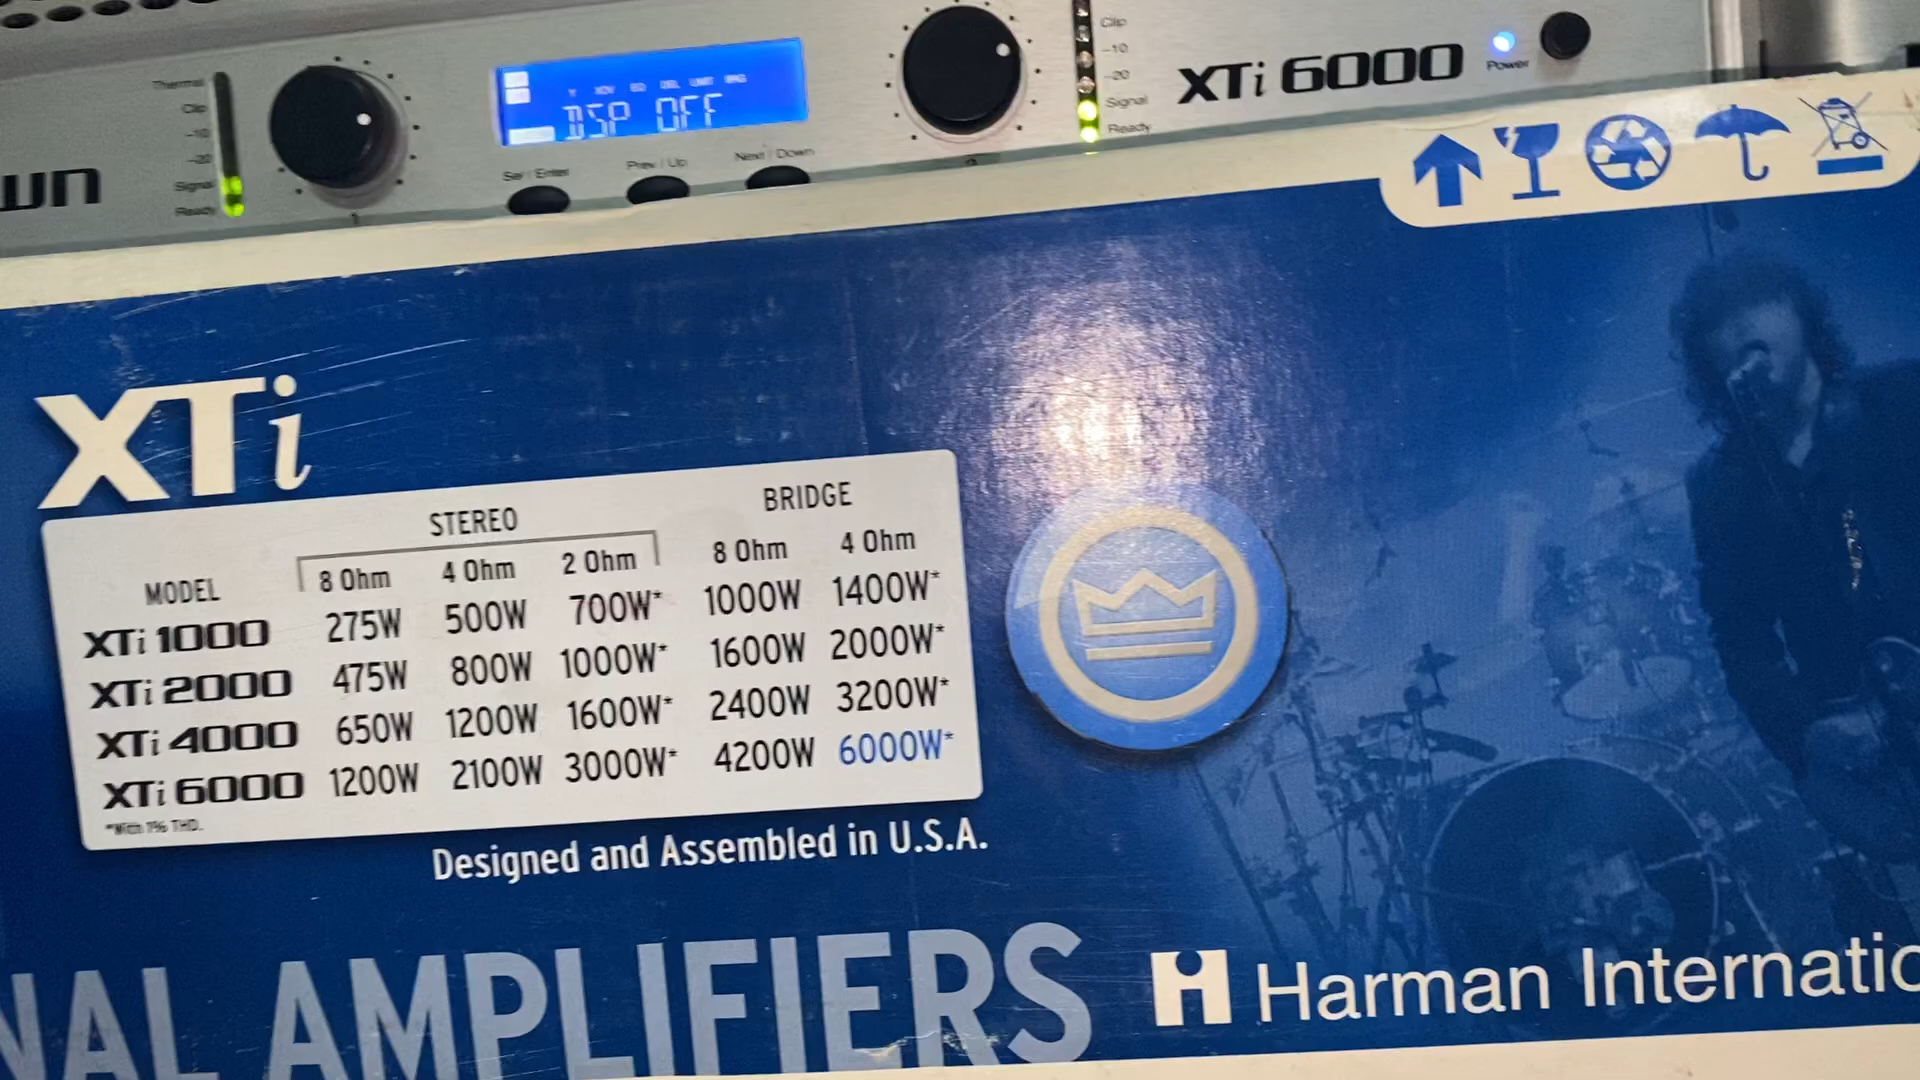 Thermal
Clip
-10
-20
Signal
Ready
wn
1
DSP OFF
Sel / Enter
Prev / Up
Next / Down
2
Clip
-10
-20
Signal
Ready
XTi 6000
Power
XTi
STEREO BRIDGE
MODEL 8 Ohm 4 Ohm 2 Ohm 8 Ohm 4 Ohm
XTi 1000 275W 500W 700W* 1000W 1400W*
XTi 2000 475W 800W 1000W* 1600W 2000W*
XTi 4000 650W 1200W 1600W* 2400W 3200W*
XTi 6000 1200W 2100W 3000W* 4200W 6000W*
*With 1% THD.
Designed and Assembled in U.S.A.
NAL AMPLIFIERS
Harman Internatio